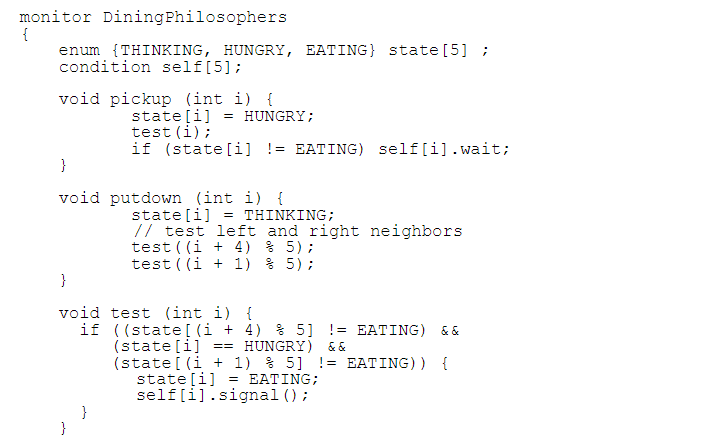 monitor DiningPhilosophers
{
enum {THINKING, HUNGRY, EATING} state[5] ;
condition self[5];
void pickup (int i) {
state[i] = HUNGRY;
test(i);
if (state[i] != EATING) self[i].wait;
}
void putdown (int i) {
state[i] = THINKING;
// test left and right neighbors
test((i + 4) % 5);
test((i + 1) % 5);
}
void test (int i) {
if ((state[(i + 4) % 5] != EATING) &&
(state[i] == HUNGRY) &&
(state[(i + 1) % 5] != EATING)) {
state[i] = EATING;
self[i].signal();
}
}